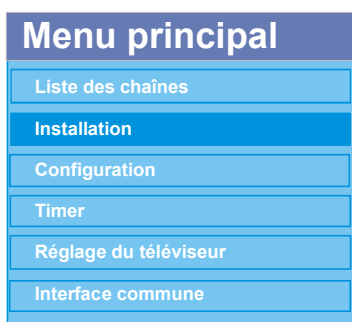 Menu principal
Liste des chaînes
Installation
Configuration
Timer
Réglage du téléviseur
Interface commune